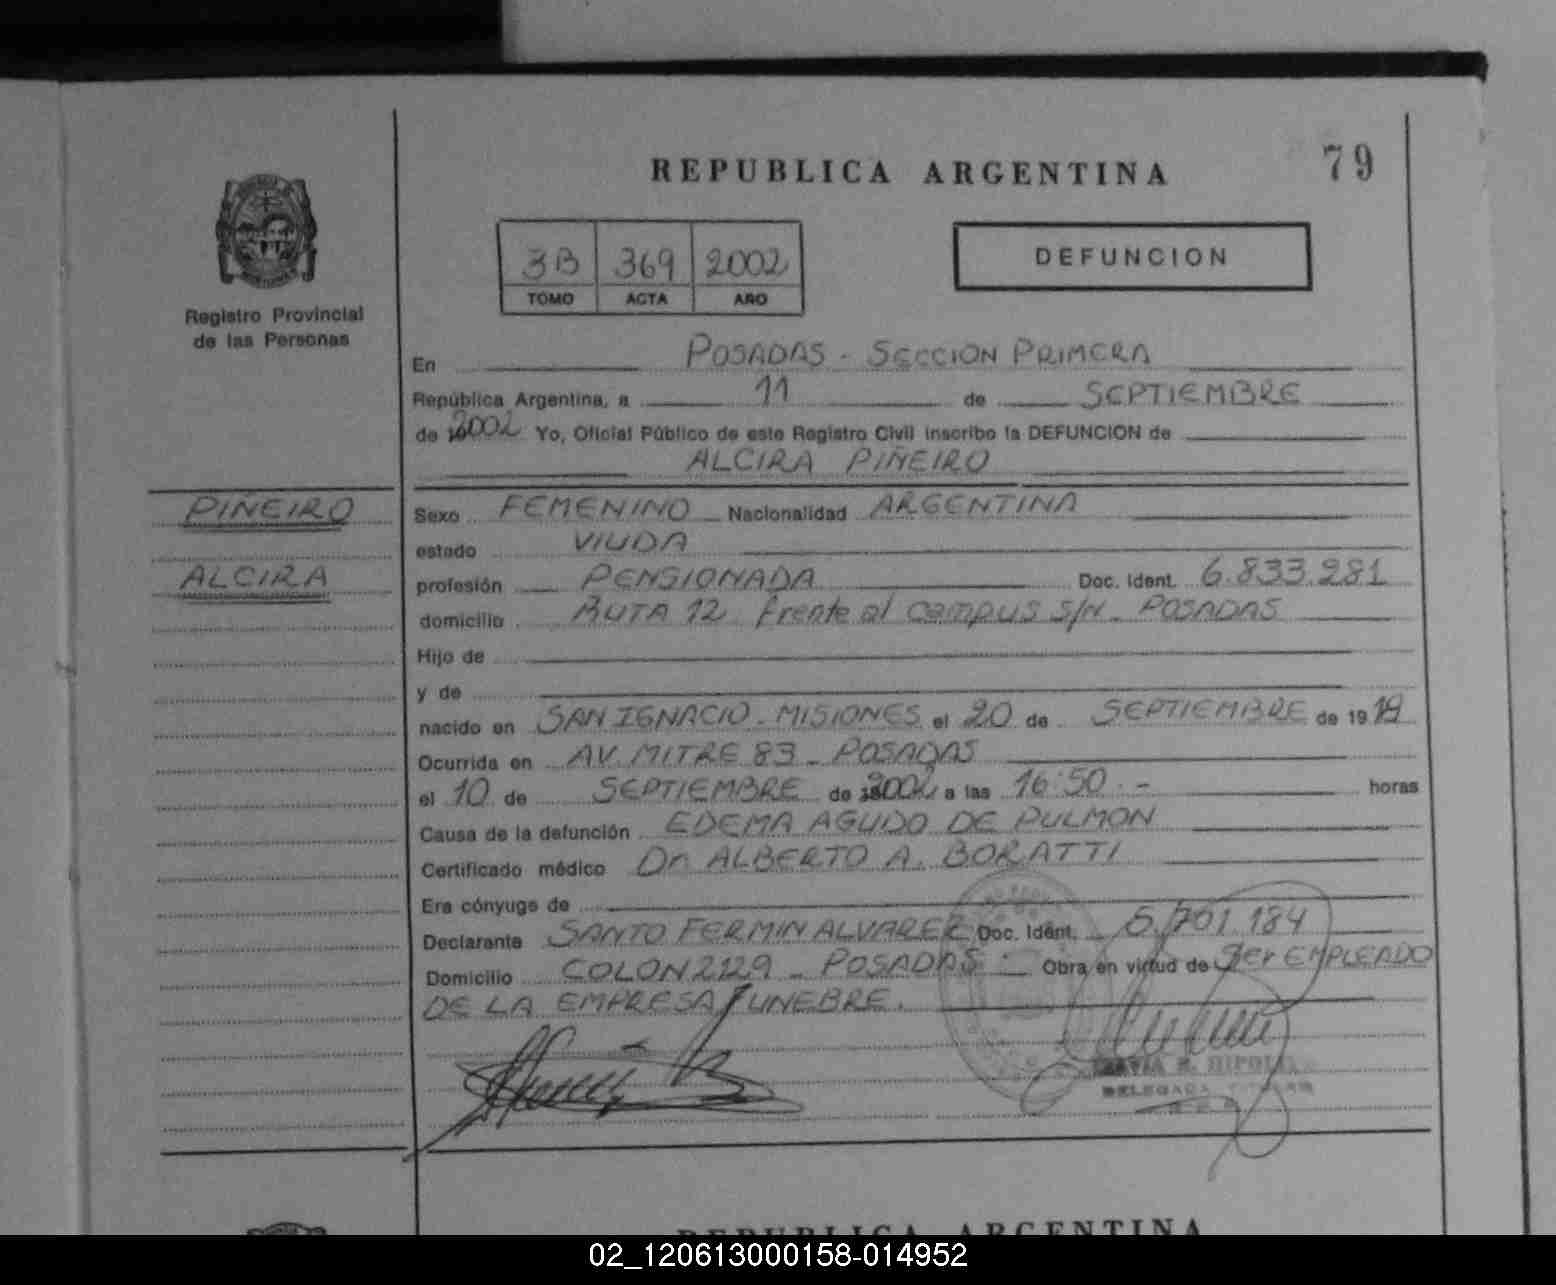 REPUBLICA ARGENTINA
79
3B 369 2002
TOMO ACTA AÑO
DEFUNCION
Registro Provincial
de las Personas
En POSADAS - SECCION PRIMERA
República Argentina, a 11 de SEPTIEMBRE
de 2002 Yo, Oficial Público de este Registro Civil inscribo la DEFUNCION de
ALCIRA PIÑEIRO
PIÑEIRO
ALCIRA
Sexo FEMENINO Nacionalidad ARGENTINA
estado VIUDA
profesión PENSIONADA Doc. Ident. 6.833.281
domicilio RUTA 12 frente al campus S/N - POSADAS
Hijo de
y de
nacido en SAN IGNACIO - MISIONES el 20 de SEPTIEMBRE de 19
Ocurrida en AV. MITRE 83 - POSADAS
el 10 de SEPTIEMBRE de 2002 a las 16:50.- horas
Causa de la defunción EDEMA AGUDO DE PULMON
Certificado médico Dr. ALBERTO A. BORATTI
Era cónyuge de
Declarante SANTO FERMIN ALVAREZ Doc. Idént. 5.701.184
Domicilio COLON 2129 - POSADAS - Obra en virtud de Ser EMPLEADO
DE LA EMPRESA FUNEBRE.
DELEGADA TITULAR
REPUBLICA ARGENTINA
02_120613000158-014952